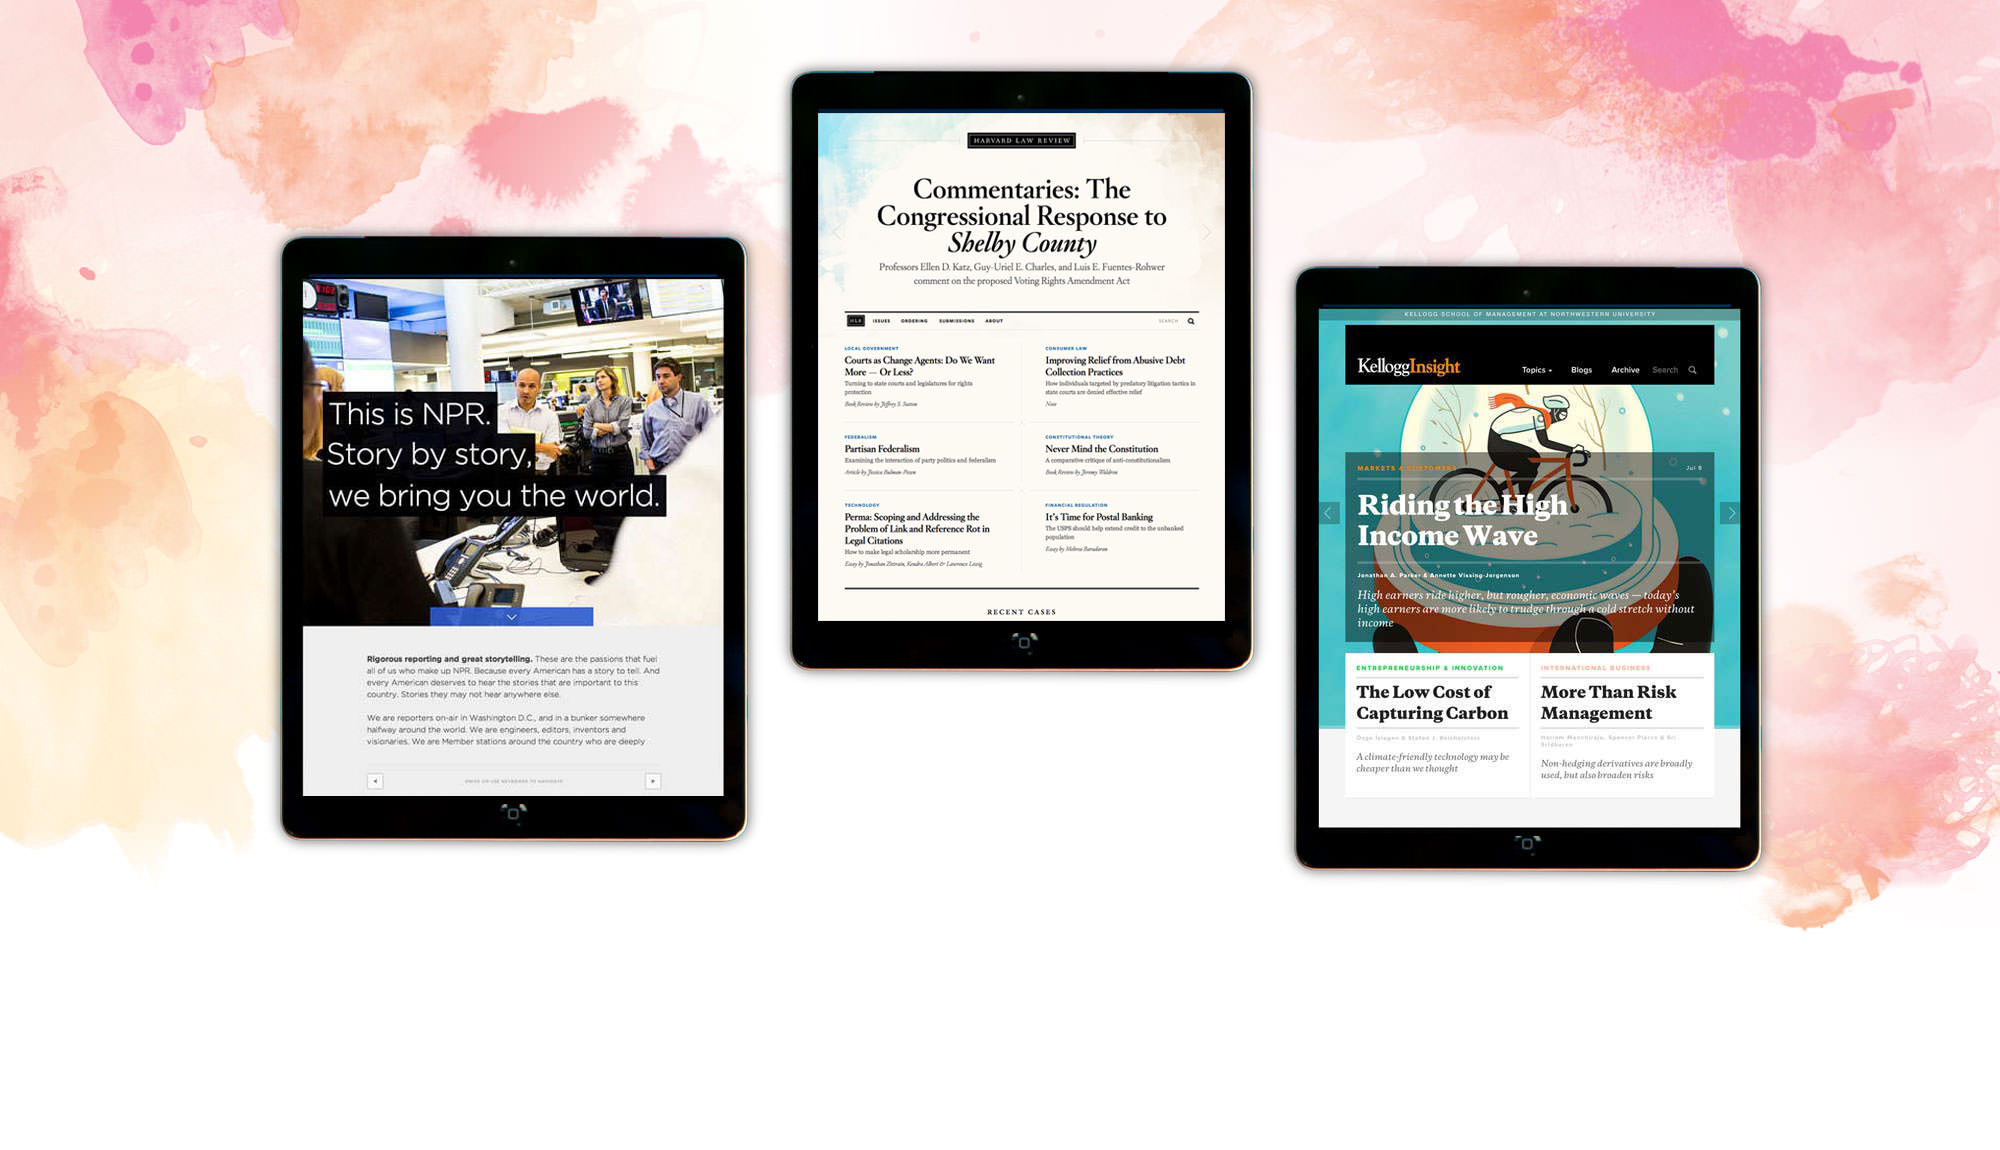 This is NPR.
Story by story,
we bring you the world.
Rigorous reporting and great storytelling. These are the passions that fuel
all of us who make up NPR. Because every American has a story to tell. And
every American deserves to hear the stories that are important to this
country. Stories they may not hear anywhere else.
We are reporters on-air in Washington D.C., and in a bunker somewhere
halfway around the world. We are engineers, editors, inventors and
visionaries. We are Member stations around the country who are deeply
SWIPE OR USE KEYBOARD TO NAVIGATE
HARVARD LAW REVIEW
Commentaries: The
Congressional Response to
Shelby County
Professors Ellen D. Katz, Guy-Uriel E. Charles, and Luis E. Fuentes-Rohwer
comment on the proposed Voting Rights Amendment Act
HLR ISSUES ORDERING SUBMISSIONS ABOUT SEARCH
LOCAL GOVERNMENT
Courts as Change Agents: Do We Want
More — Or Less?
Turning to state courts and legislatures for rights
protection
Book Review by Jeffrey S. Sutton
CONSUMER LAW
Improving Relief from Abusive Debt
Collection Practices
How individuals targeted by predatory litigation tactics in
state courts are denied effective relief
Note
FEDERALISM
Partisan Federalism
Examining the interaction of party politics and federalism
Article by Jessica Bulman-Pozen
CONSTITUTIONAL THEORY
Never Mind the Constitution
A comparative critique of anti-constitutionalism
Book Review by Jeremy Waldron
TECHNOLOGY
Perma: Scoping and Addressing the
Problem of Link and Reference Rot in
Legal Citations
How to make legal scholarship more permanent
Essay by Jonathan Zittrain, Kendra Albert & Lawrence Lessig
FINANCIAL REGULATION
It's Time for Postal Banking
The USPS should help extend credit to the unbanked
population
Essay by Mehrsa Baradaran
RECENT CASES
KELLOGG SCHOOL OF MANAGEMENT AT NORTHWESTERN UNIVERSITY
KelloggInsight
Topics Blogs Archive Search
MARKETS & CUSTOMERS Jul 8
Riding the High
Income Wave
Jonathan A. Parker & Annette Vissing-Jorgenson
High earners ride higher, but rougher, economic waves — today's
high earners are more likely to trudge through a cold stretch without
income
ENTREPRENEURSHIP & INNOVATION
The Low Cost of
Capturing Carbon
Özge Islegen & Stefan J. Reichelstein
A climate-friendly technology may be
cheaper than we thought
INTERNATIONAL BUSINESS
More Than Risk
Management
Hariom Manchiraju, Spencer Pierce & Sri
Sridharan
Non-hedging derivatives are broadly
used, but also broaden risks